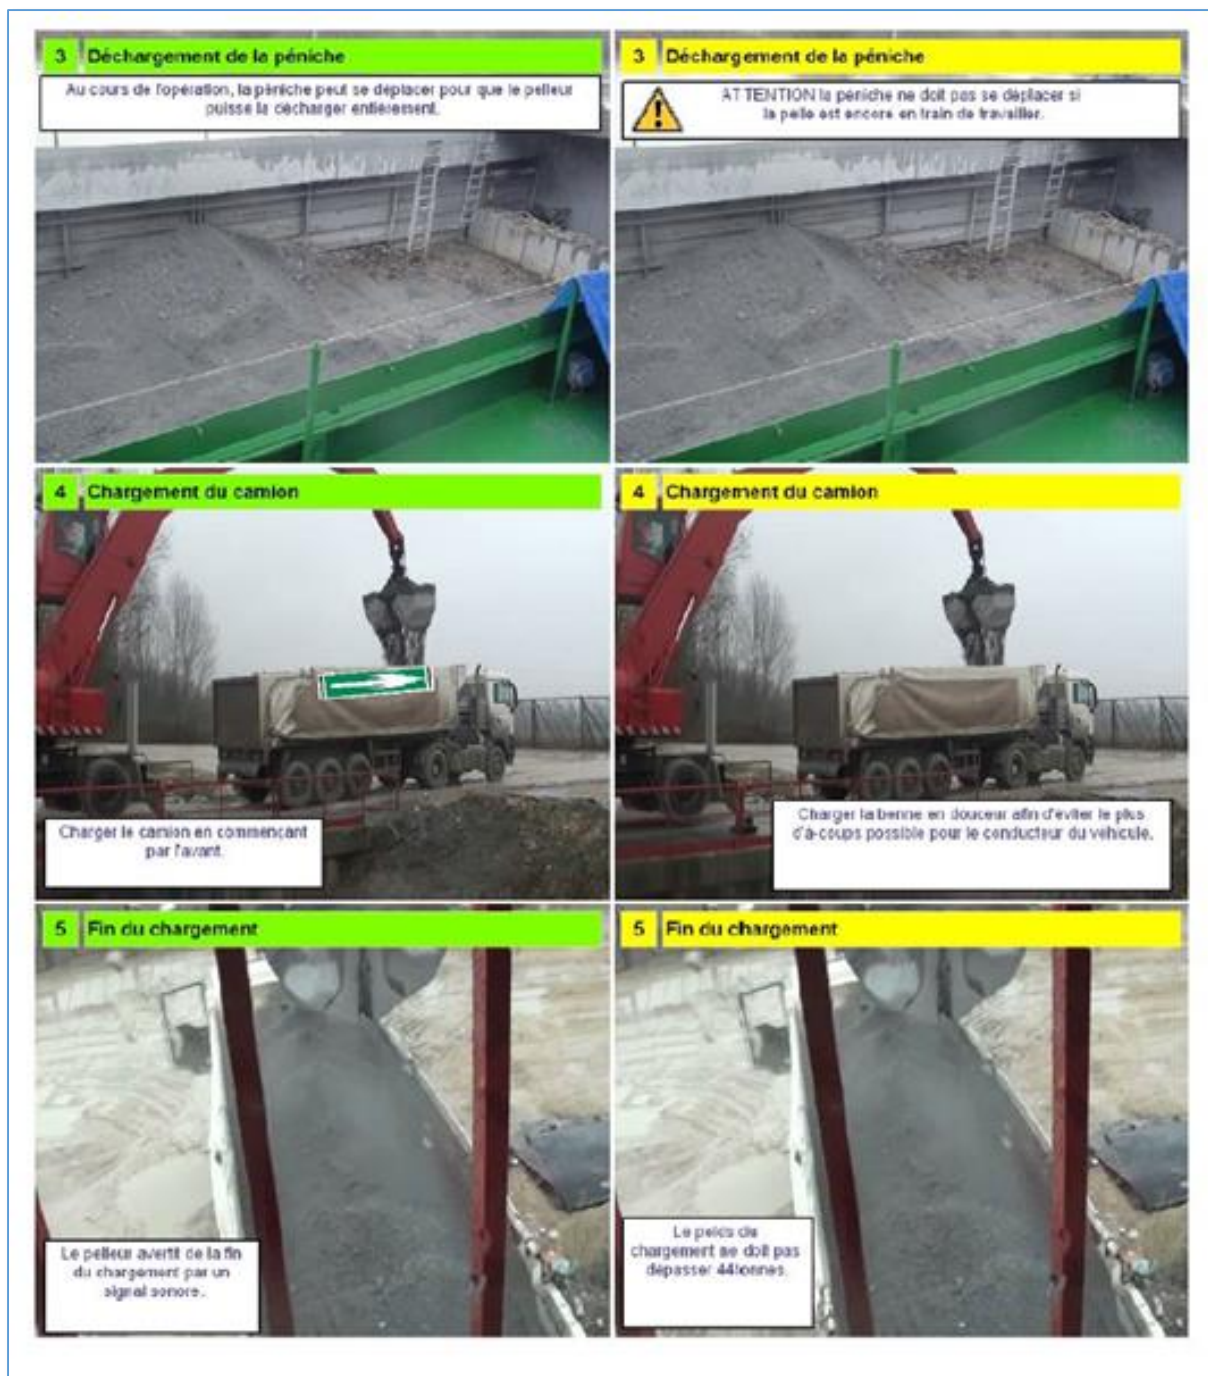 3 Déchargement de la péniche
Au cours de l'opération, la péniche peut se déplacer pour que le pelleur
puisse la décharger entièrement.
3 Déchargement de la péniche
ATTENTION la péniche ne doit pas se déplacer si
la pelle est encore en train de travailler.
4 Chargement du camion
Charger le camion en commençant
par l'avant.
4 Chargement du camion
Charger la benne en douceur afin d'éviter le plus
d'à-coups possible pour le conducteur du véhicule.
5 Fin du chargement
Le pelleur avertit de la fin
du chargement par un
signal sonore.
5 Fin du chargement
Le poids du
chargement ne doit pas
dépasser 44tonnes.